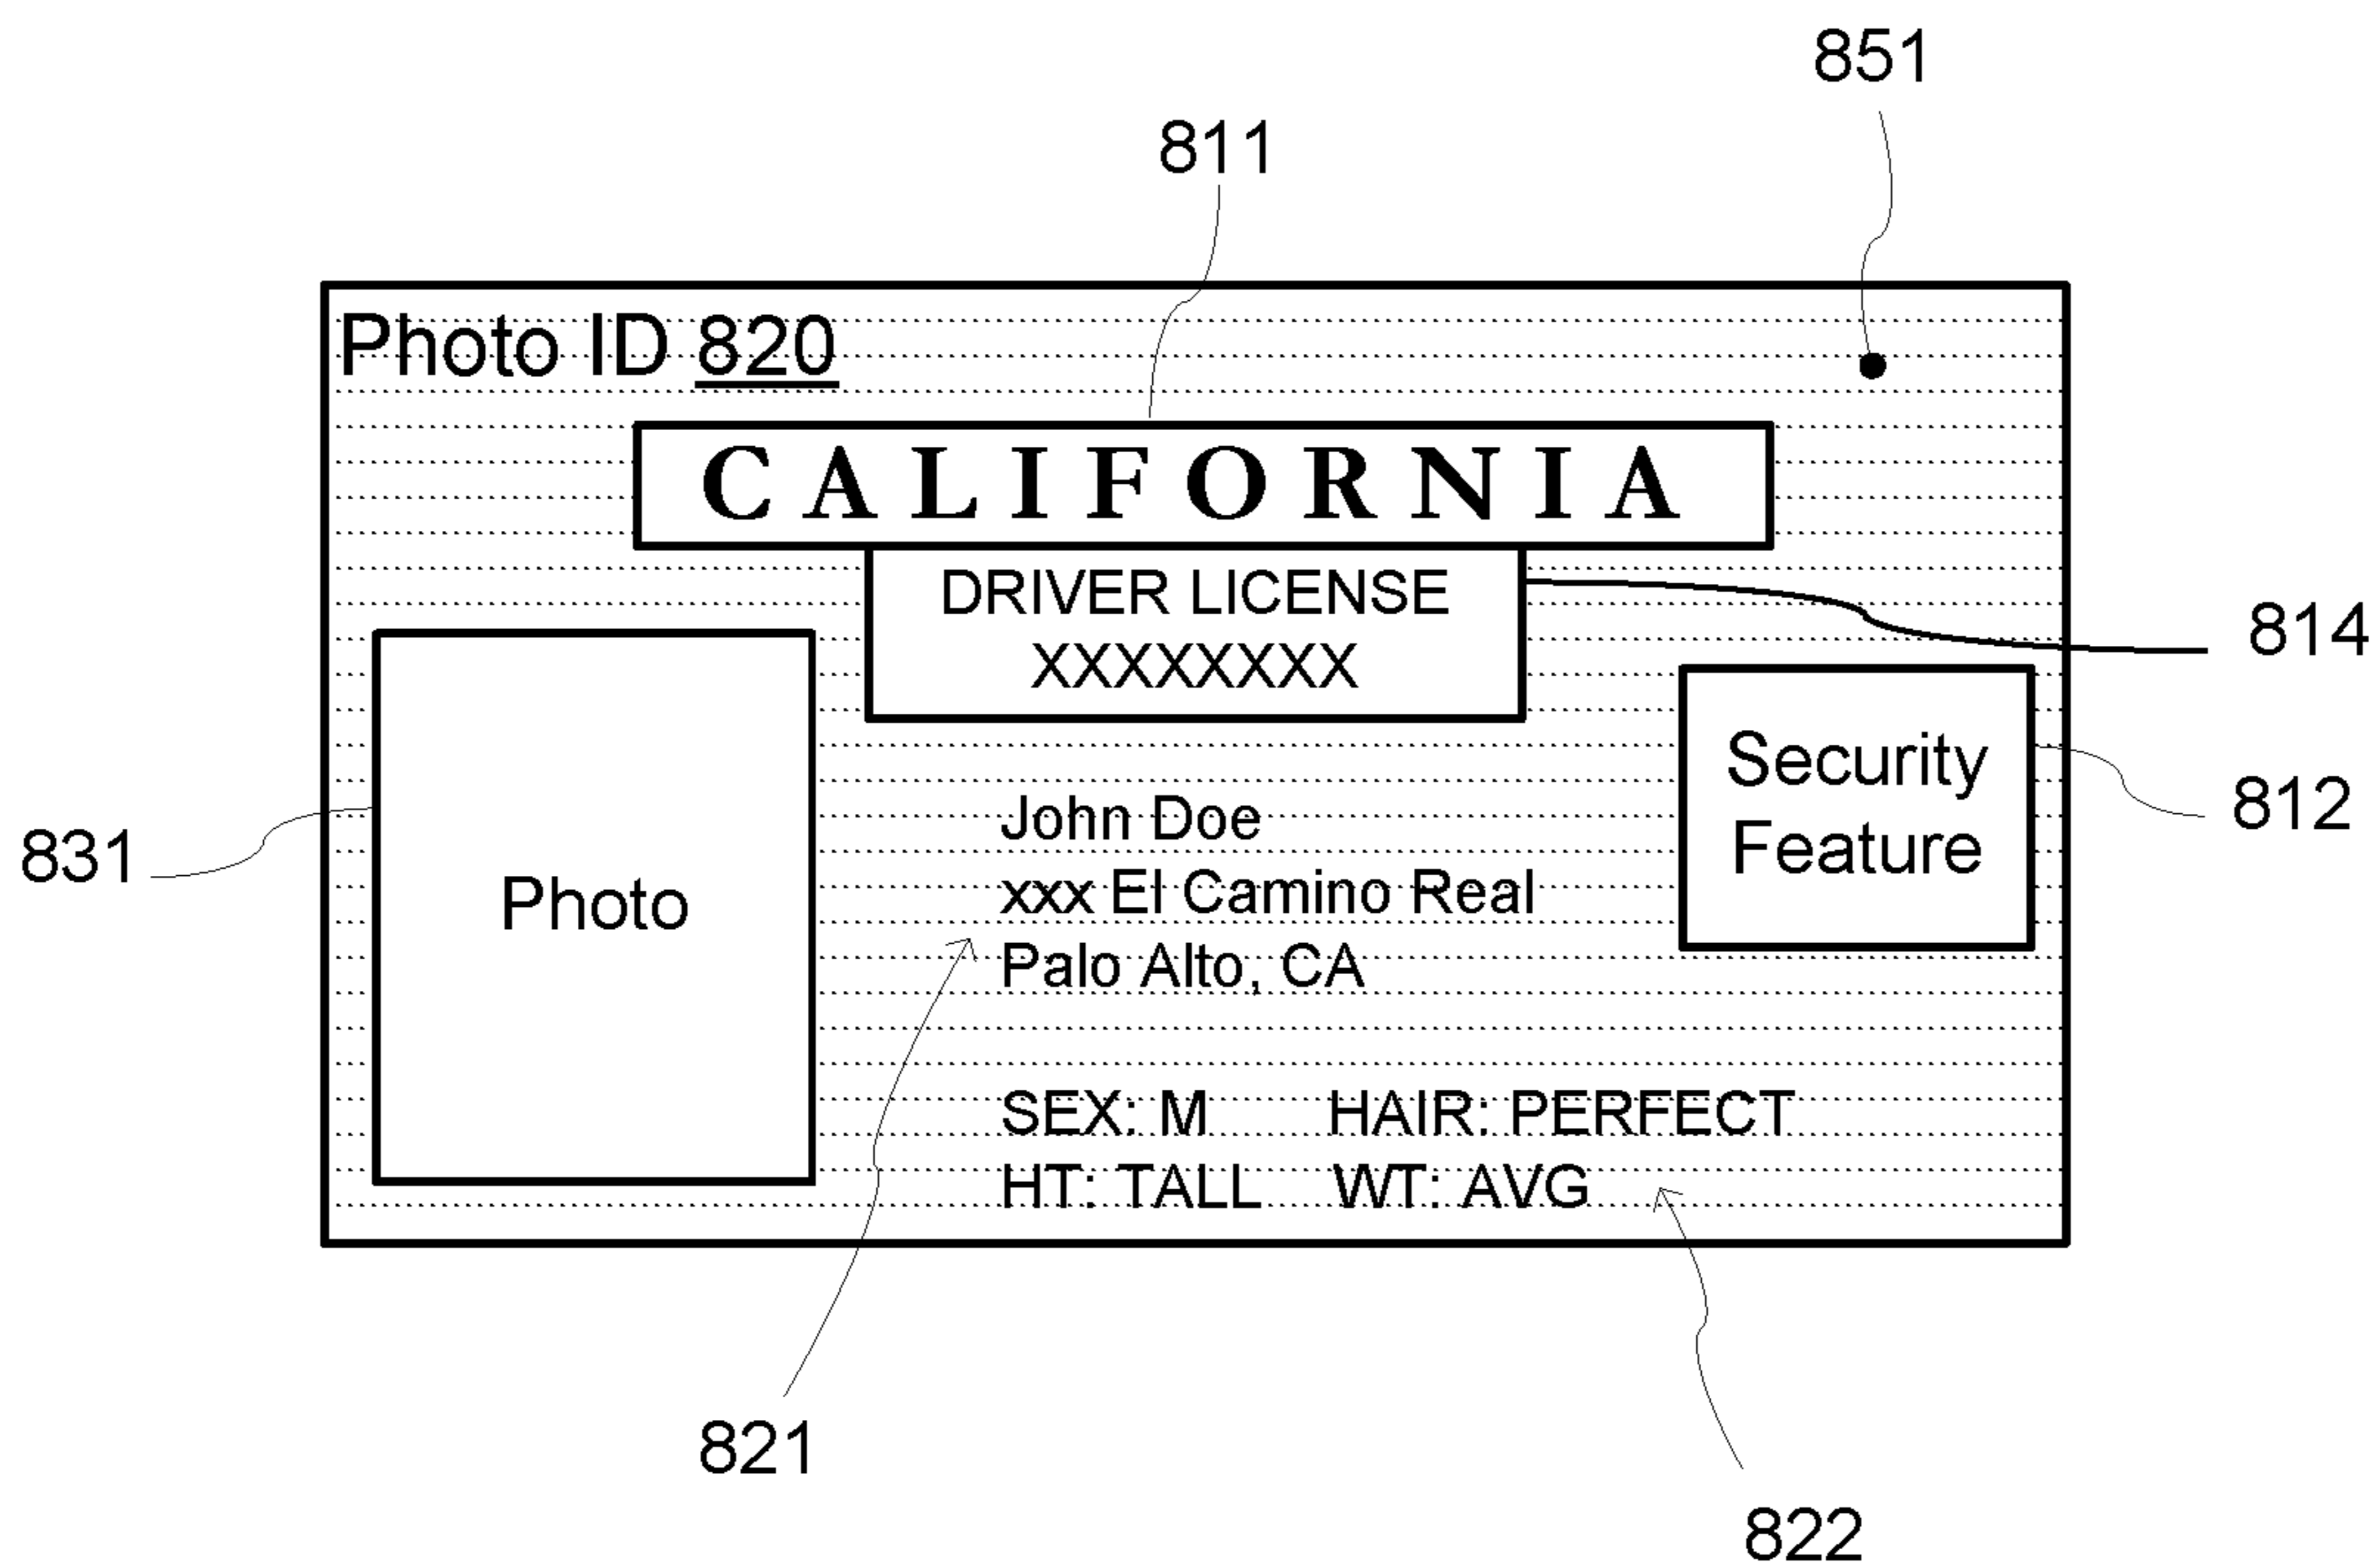 851
811
Photo ID 820
C A L I F O R N I A
DRIVER LICENSE
XXXXXXXX
814
Security
Feature
812
831
Photo
John Doe
xxx El Camino Real
Palo Alto, CA
SEX: M HAIR: PERFECT
HT: TALL WT: AVG
821
822